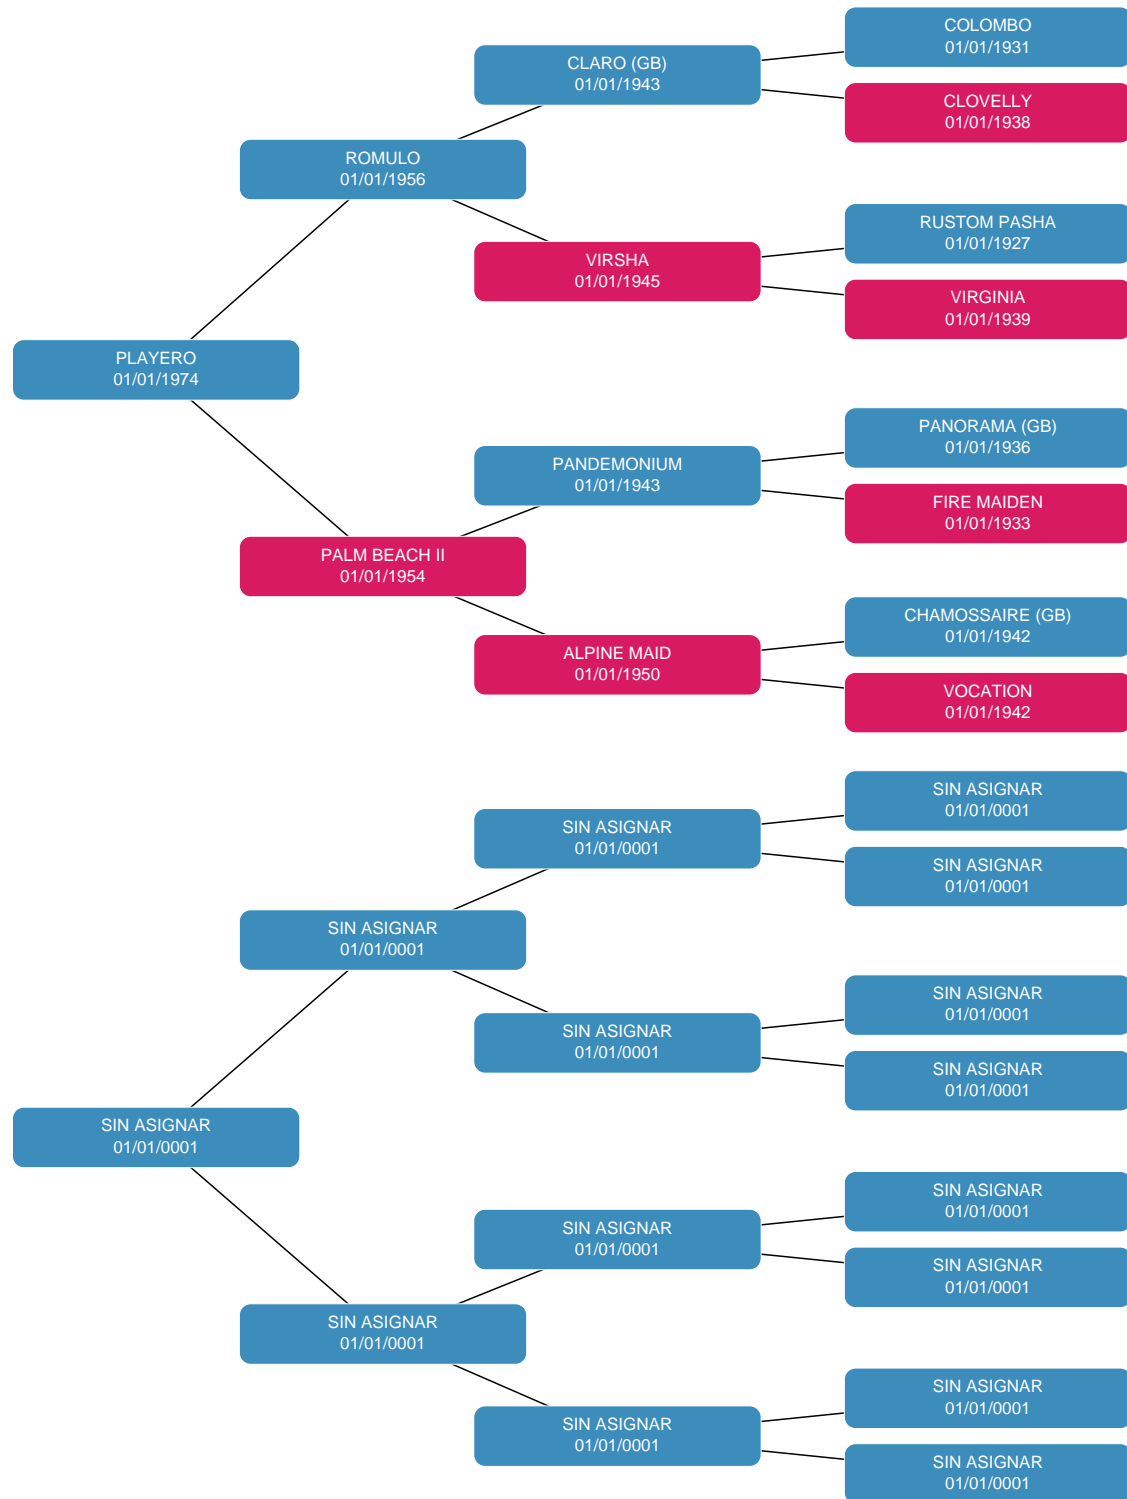 COLOMBO
01/01/1931
CLARO (GB)
01/01/1943
CLOVELLY
01/01/1938
ROMULO
01/01/1956
RUSTOM PASHA
01/01/1927
VIRSHA
01/01/1945
VIRGINIA
01/01/1939
PLAYERO
01/01/1974
PANORAMA (GB)
01/01/1936
PANDEMONIUM
01/01/1943
FIRE MAIDEN
01/01/1933
PALM BEACH II
01/01/1954
CHAMOSSAIRE (GB)
01/01/1942
ALPINE MAID
01/01/1950
VOCATION
01/01/1942
SIN ASIGNAR
01/01/0001
SIN ASIGNAR
01/01/0001
SIN ASIGNAR
01/01/0001
SIN ASIGNAR
01/01/0001
SIN ASIGNAR
01/01/0001
SIN ASIGNAR
01/01/0001
SIN ASIGNAR
01/01/0001
SIN ASIGNAR
01/01/0001
SIN ASIGNAR
01/01/0001
SIN ASIGNAR
01/01/0001
SIN ASIGNAR
01/01/0001
SIN ASIGNAR
01/01/0001
SIN ASIGNAR
01/01/0001
SIN ASIGNAR
01/01/0001
SIN ASIGNAR
01/01/0001